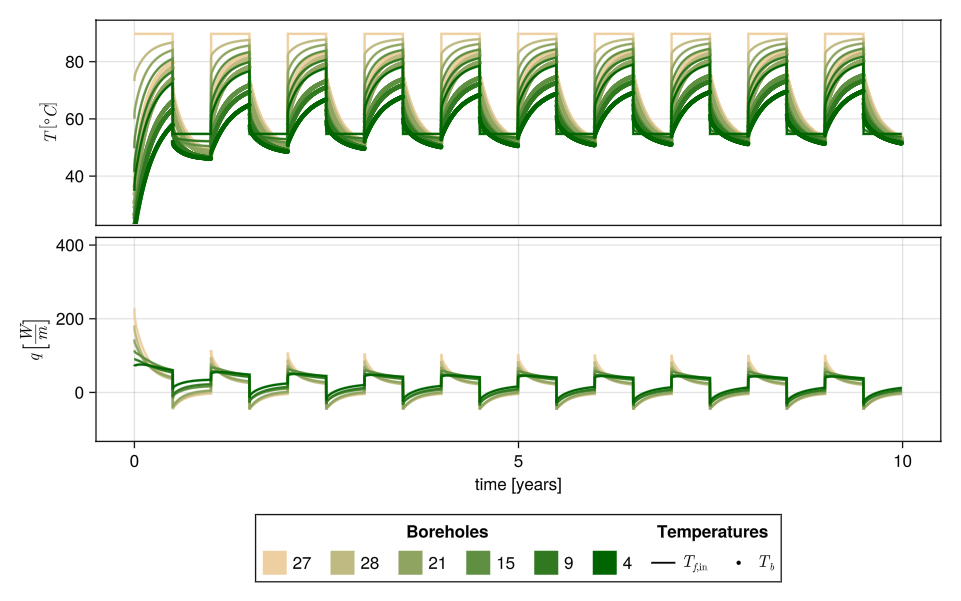 80
60
40
T [°C]
400
200
0
q [W/m]
0 5 10
time [years]
Boreholes Temperatures
27 28 21 15 9 4 T_{f,in} T_b